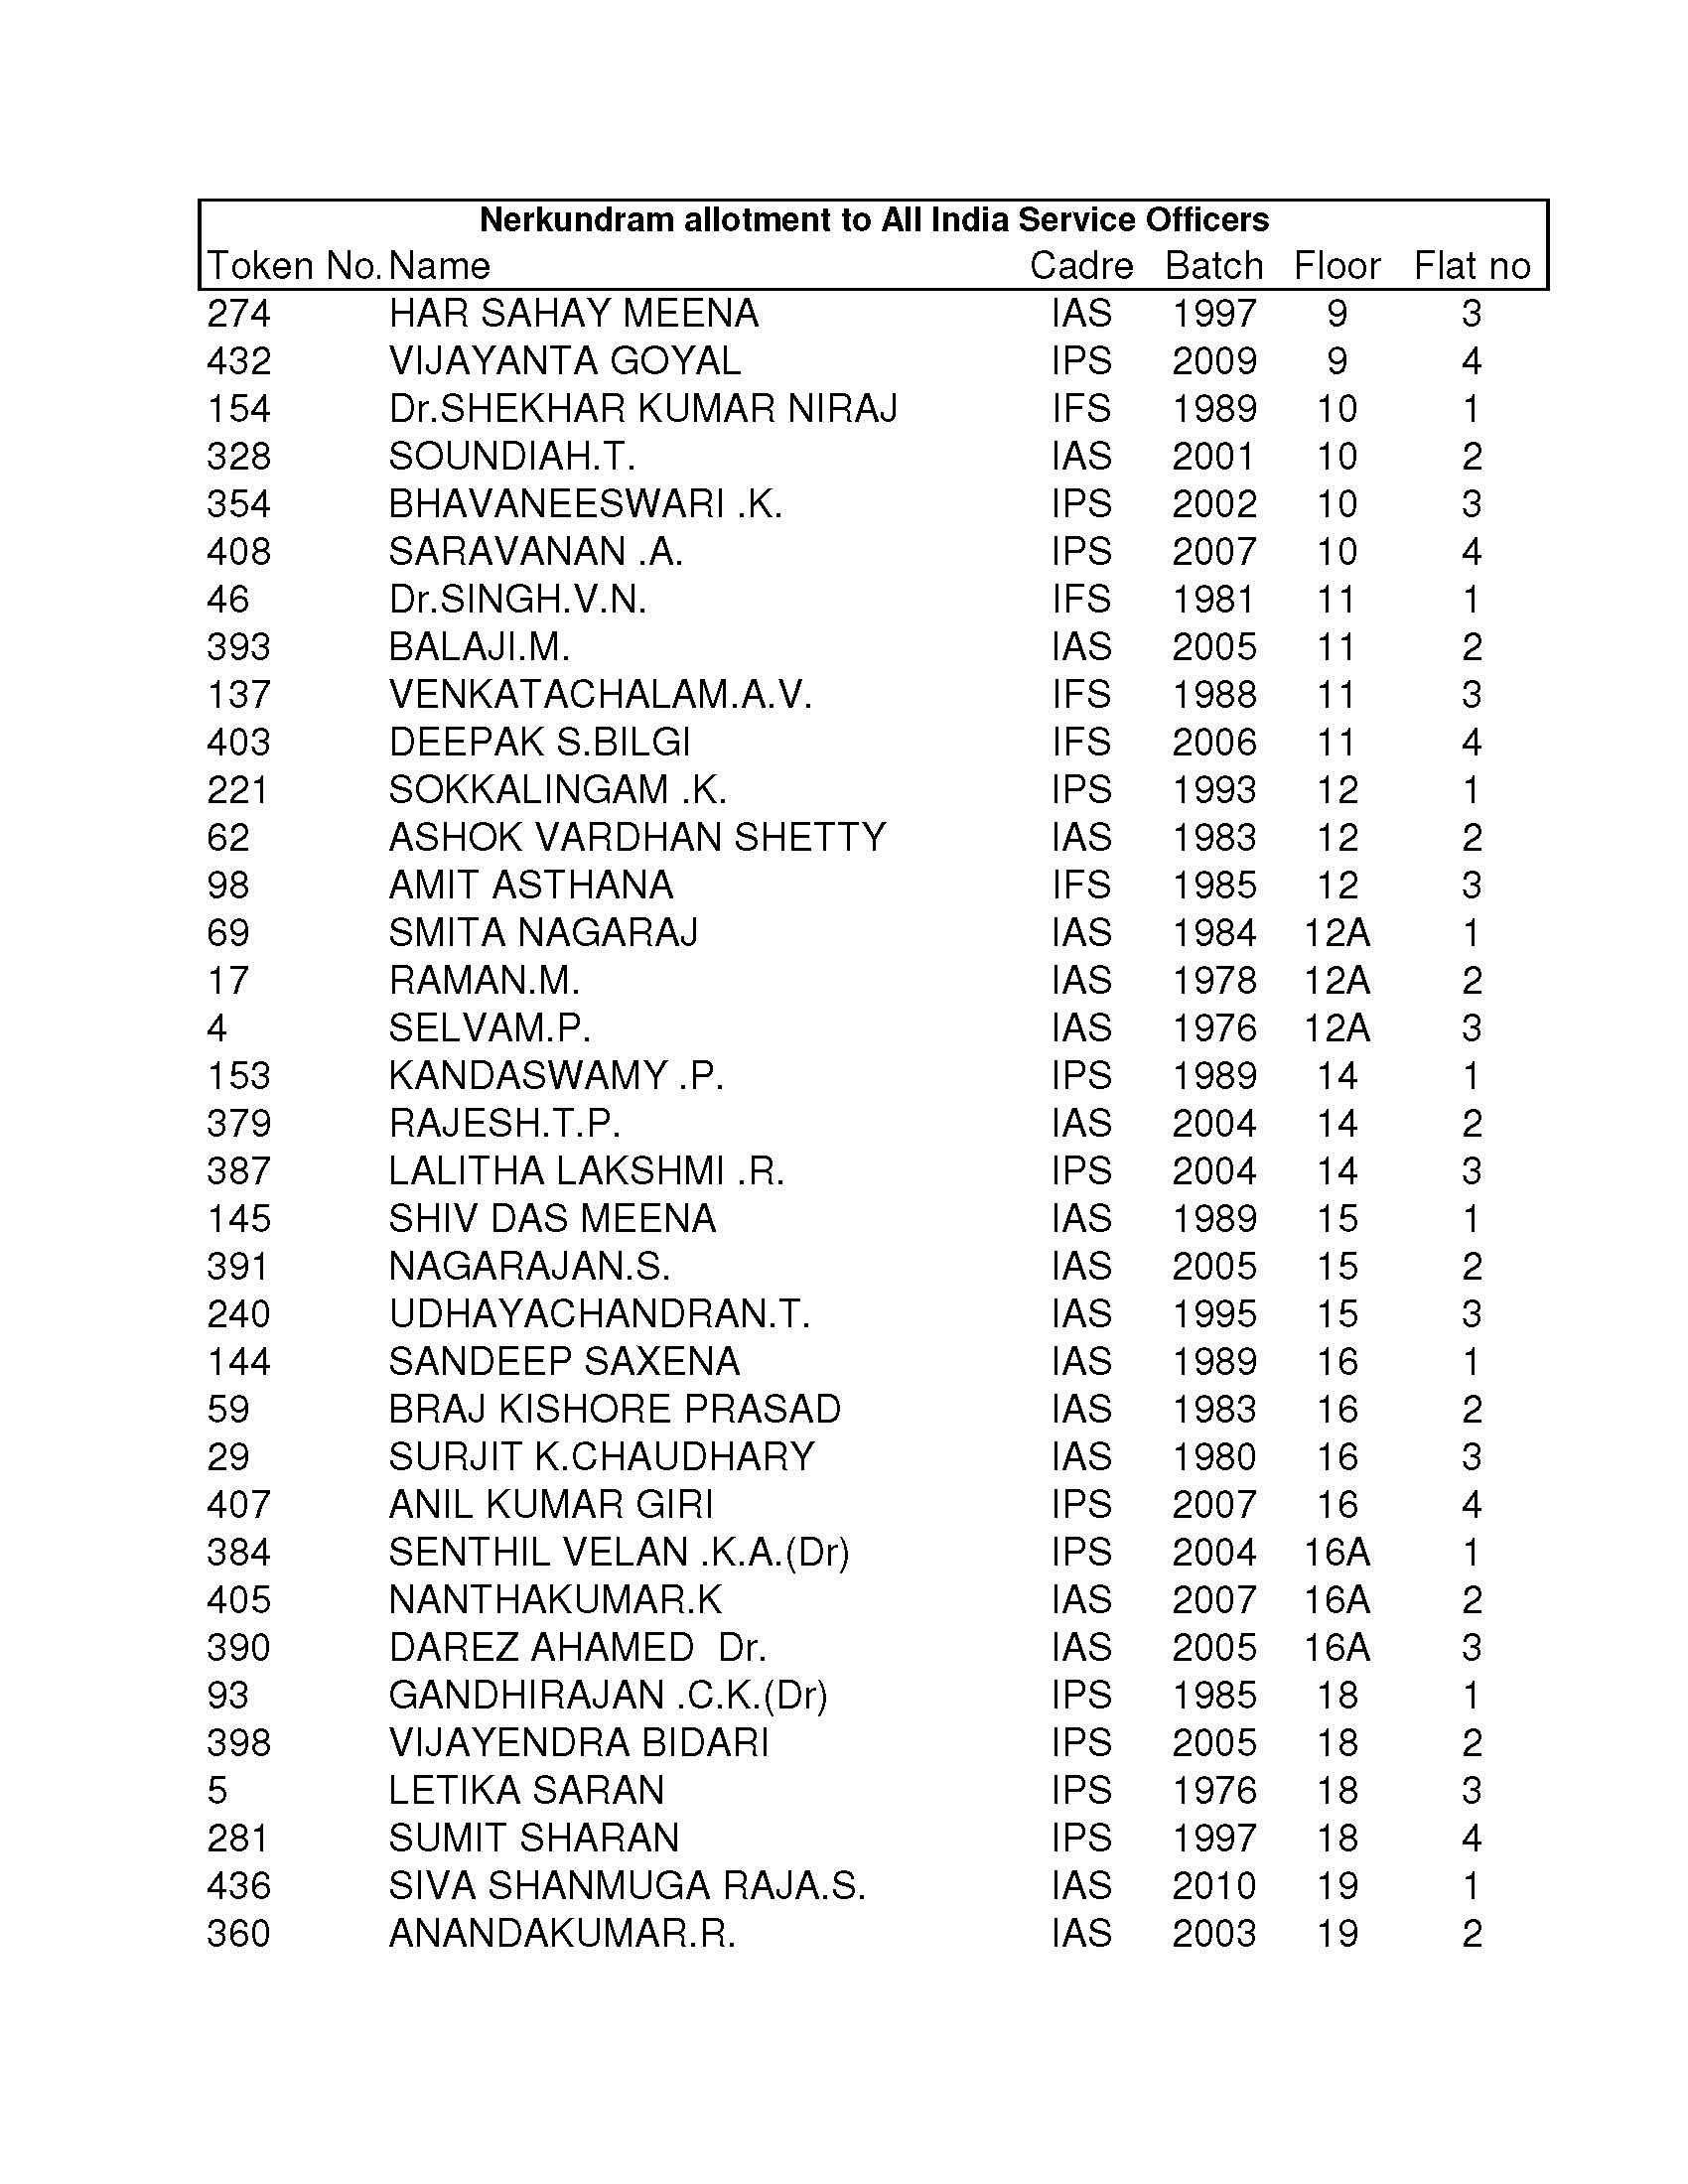 Nerkundram allotment to All India Service Officers
Token No. Name Cadre Batch Floor Flat no
274 HAR SAHAY MEENA IAS 1997 9 3
432 VIJAYANTA GOYAL IPS 2009 9 4
154 Dr.SHEKHAR KUMAR NIRAJ IFS 1989 10 1
328 SOUNDIAH.T. IAS 2001 10 2
354 BHAVANEESWARI .K. IPS 2002 10 3
408 SARAVANAN .A. IPS 2007 10 4
46 Dr.SINGH.V.N. IFS 1981 11 1
393 BALAJI.M. IAS 2005 11 2
137 VENKATACHALAM.A.V. IFS 1988 11 3
403 DEEPAK S.BILGI IFS 2006 11 4
221 SOKKALINGAM .K. IPS 1993 12 1
62 ASHOK VARDHAN SHETTY IAS 1983 12 2
98 AMIT ASTHANA IFS 1985 12 3
69 SMITA NAGARAJ IAS 1984 12A 1
17 RAMAN.M. IAS 1978 12A 2
4 SELVAM.P. IAS 1976 12A 3
153 KANDASWAMY .P. IPS 1989 14 1
379 RAJESH.T.P. IAS 2004 14 2
387 LALITHA LAKSHMI .R. IPS 2004 14 3
145 SHIV DAS MEENA IAS 1989 15 1
391 NAGARAJAN.S. IAS 2005 15 2
240 UDHAYACHANDRAN.T. IAS 1995 15 3
144 SANDEEP SAXENA IAS 1989 16 1
59 BRAJ KISHORE PRASAD IAS 1983 16 2
29 SURJIT K.CHAUDHARY IAS 1980 16 3
407 ANIL KUMAR GIRI IPS 2007 16 4
384 SENTHIL VELAN .K.A.(Dr) IPS 2004 16A 1
405 NANTHAKUMAR.K IAS 2007 16A 2
390 DAREZ AHAMED  Dr. IAS 2005 16A 3
93 GANDHIRAJAN .C.K.(Dr) IPS 1985 18 1
398 VIJAYENDRA BIDARI IPS 2005 18 2
5 LETIKA SARAN IPS 1976 18 3
281 SUMIT SHARAN IPS 1997 18 4
436 SIVA SHANMUGA RAJA.S. IAS 2010 19 1
360 ANANDAKUMAR.R. IAS 2003 19 2